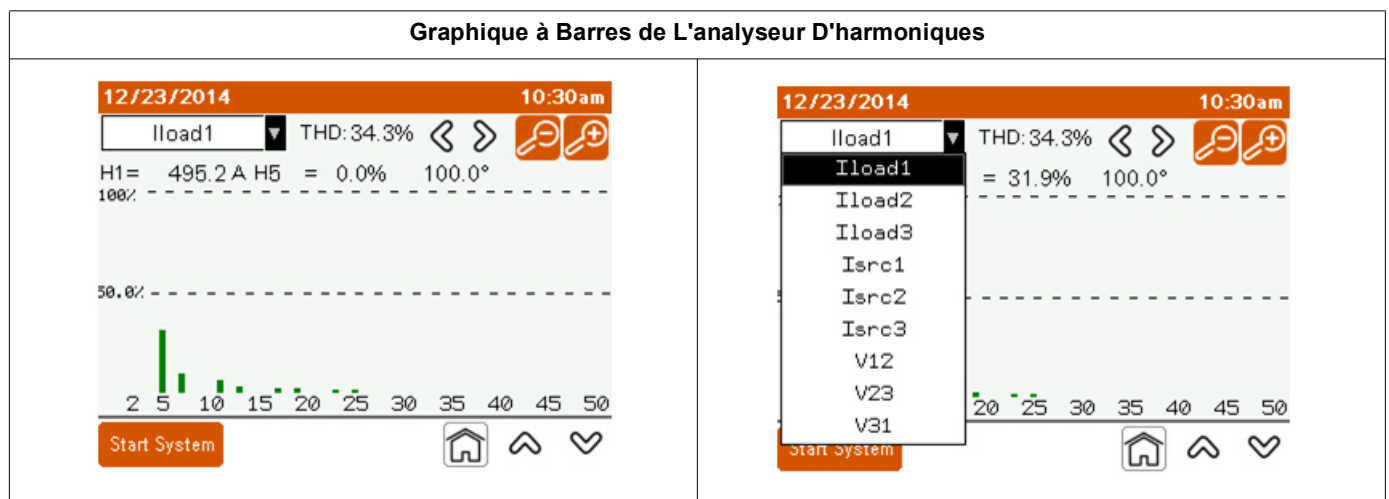 Graphique à Barres de L'analyseur D'harmoniques
12/23/2014 10:30am
Iload1 THD: 34.3%
H1= 495.2 A H5 = 0.0% 100.0°
100%
50.0%
2 5 10 15 20 25 30 35 40 45 50
Start System
12/23/2014 10:30am
Iload1 THD: 34.3%
Iload1
= 31.9% 100.0°
Iload2
Iload3
Isrc1
Isrc2
Isrc3
V12
V23
V31
20 25 30 35 40 45 50
Start System